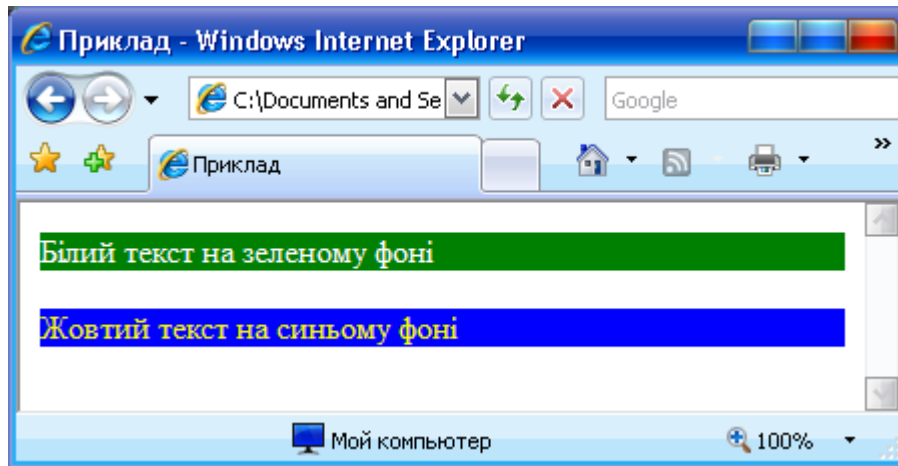 Приклад - Windows Internet Explorer
C:\Documents and Se
Google
Приклад
»
Білий текст на зеленому фоні
Жовтий текст на синьому фоні
Мой компьютер
100%